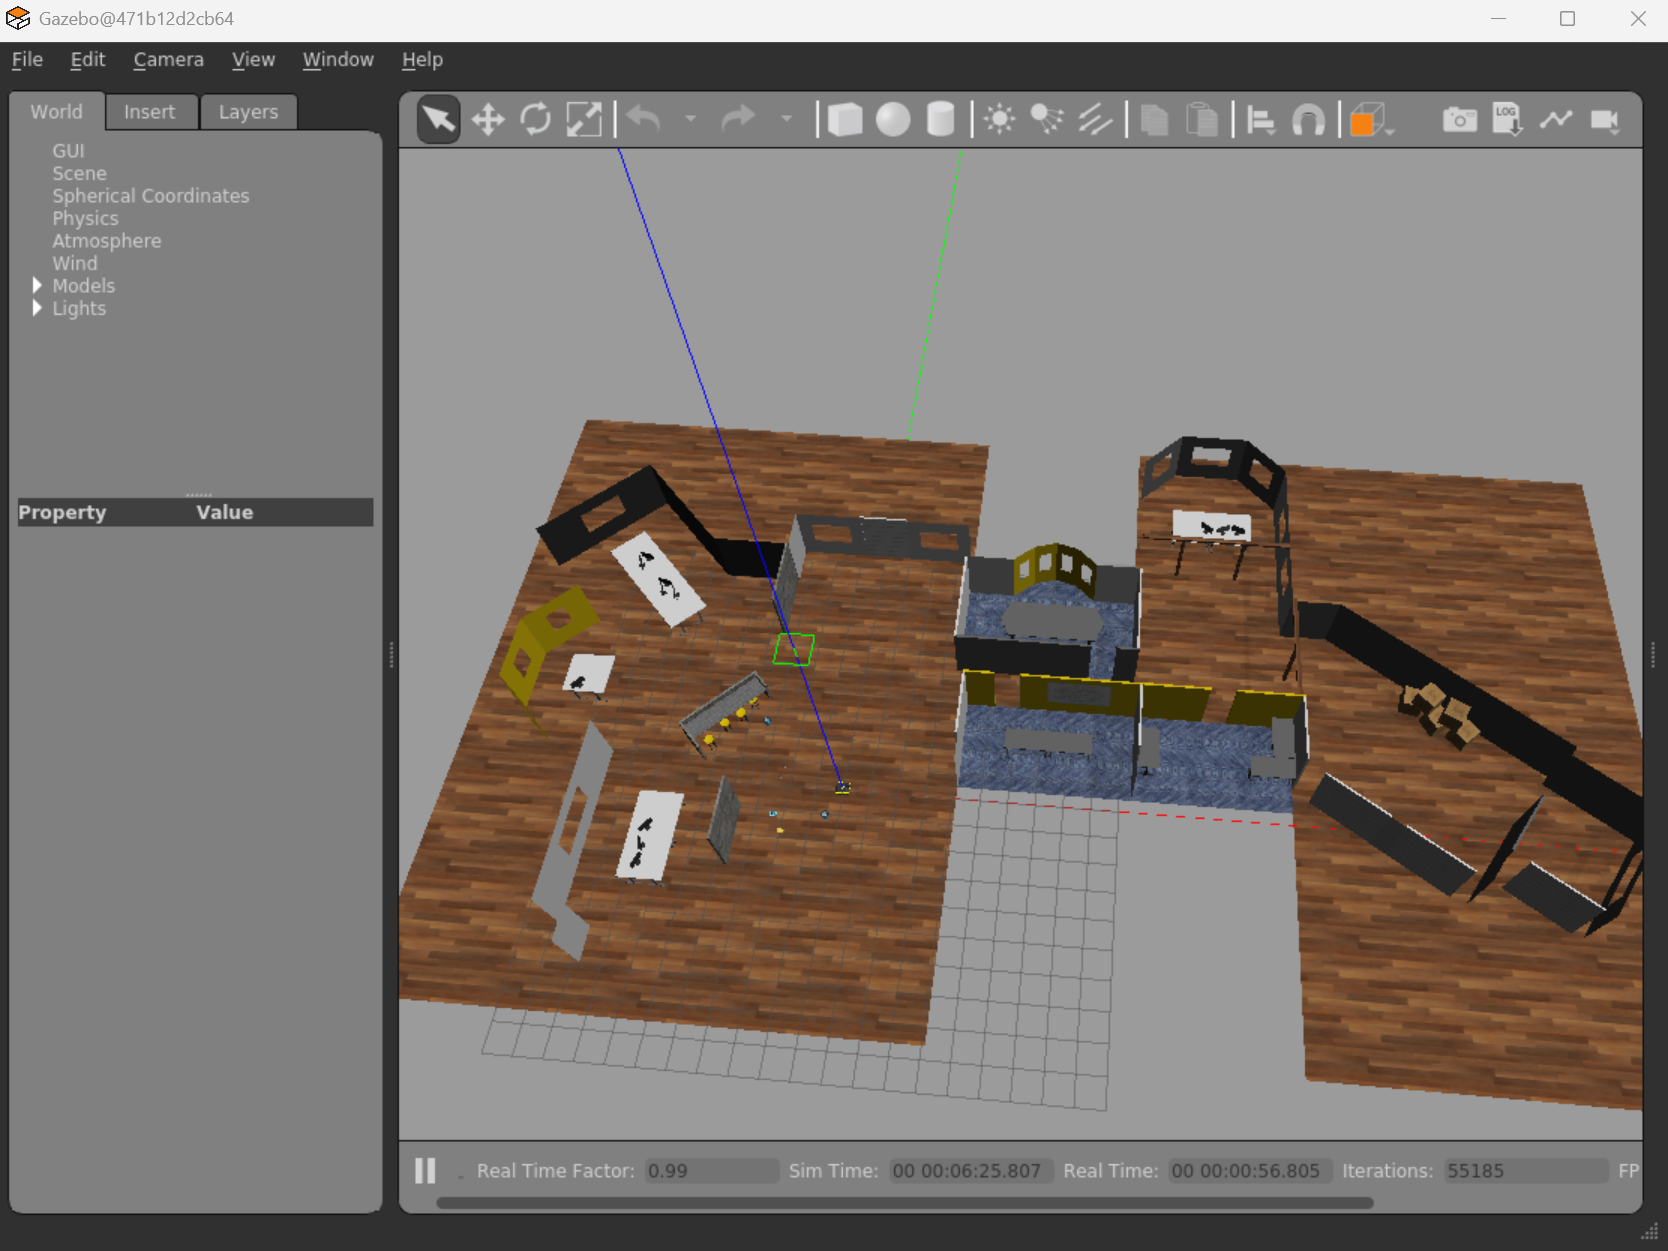 Gazebo@471b12d2cb64
File Edit Camera View Window Help
World Insert Layers
LOG
GUI
Scene
Spherical Coordinates
Physics
Atmosphere
Wind
Models
Lights
Property Value
Real Time Factor: 0.99 Sim Time: 00 00:06:25.807 Real Time: 00 00:00:56.805 Iterations: 55185 FP